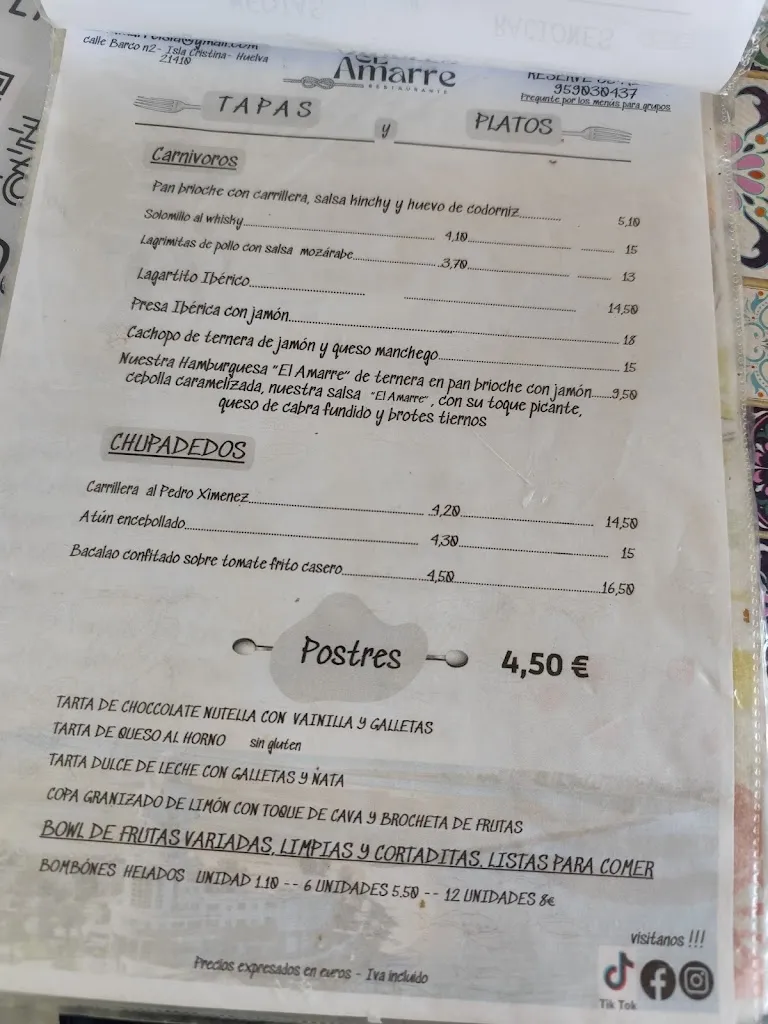 calle Barco n2- Isla Cristina- Huelva
21410
Amarre
RESTAURANTE
959030437
Pregunte por los menús para grupos
TAPAS y PLATOS
Carnívoros
Pan brioche con carrillera, salsa kinchy y huevo de codorniz 5,10
Solomillo al whisky 4,10 15
Lagrimitas de pollo con salsa mozárabe 3,70 13
Lagartito Ibérico 14,50
Presa Ibérica con jamón 18
Cachopo de ternera de jamón y queso manchego 15
Nuestra Hamburguesa "El Amarre" de ternera en pan brioche con jamón 9,50
cebolla caramelizada, nuestra salsa "El Amarre", con su toque picante,
queso de cabra fundido y brotes tiernos
CHUPADEDOS
Carrillera al Pedro Ximenez 4,20 14,50
Atún encebollado 4,30 15
Bacalao confitado sobre tomate frito casero 4,50 16,50
Postres 4,50 €
TARTA DE CHOCCOLATE NUTELLA CON VAINILLA Y GALLETAS
TARTA DE QUESO AL HORNO sin gluten
TARTA DULCE DE LECHE CON GALLETAS Y NATA
COPA GRANIZADO DE LIMÓN CON TOQUE DE CAVA Y BROCHETA DE FRUTAS
BOWL DE FRUTAS VARIADAS, LIMPIAS Y CORTADITAS, LISTAS PARA COMER
BOMBÓNES HELADOS UNIDAD 1.10 -- 6 UNIDADES 5.50 -- 12 UNIDADES 8€
visitanos !!!
Precios expresados en euros - Iva incluido
Tik Tok